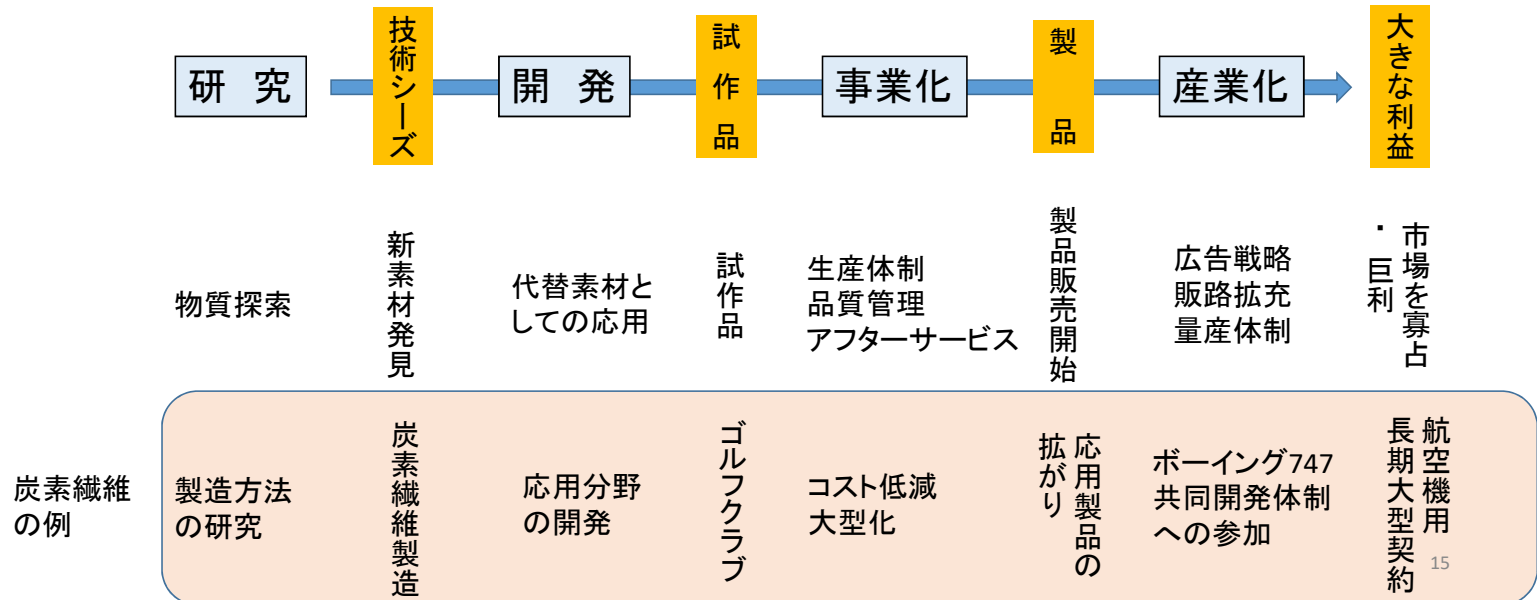 研究
技術シーズ
開発
試作品
事業化
製品
産業化
大きな利益
物質探索
新素材発見
代替素材と
しての応用
試作品
生産体制
品質管理
アフターサービス
製品販売開始
広告戦略
販路拡充
量産体制
市場を寡占
・巨利
炭素繊維
の例
製造方法
の研究
炭素繊維製造
応用分野
の開発
ゴルフクラブ
コスト低減
大型化
応用製品の
拡がり
ボーイング747
共同開発体制
への参加
航空機用
長期大型契約
15